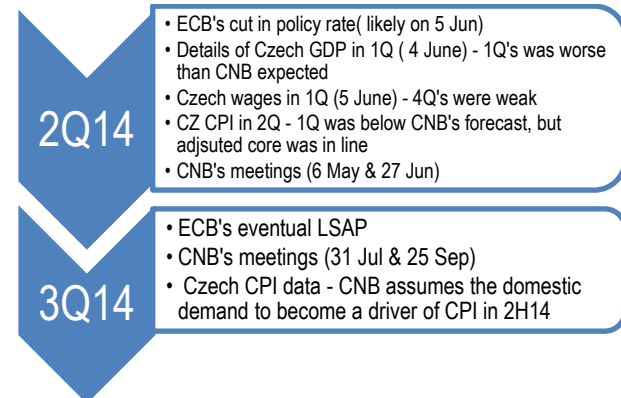 2Q14
• ECB's cut in policy rate( likely on 5 Jun)
• Details of Czech GDP in 1Q ( 4 June) - 1Q's was worse
than CNB expected
• Czech wages in 1Q (5 June) - 4Q's were weak
• CZ CPI in 2Q - 1Q was below CNB's forecast, but
adjsuted core was in line
• CNB's meetings (6 May & 27 Jun)
3Q14
• ECB's eventual LSAP
• CNB's meetings (31 Jul & 25 Sep)
• Czech CPI data - CNB assumes the domestic
demand to become a driver of CPI in 2H14